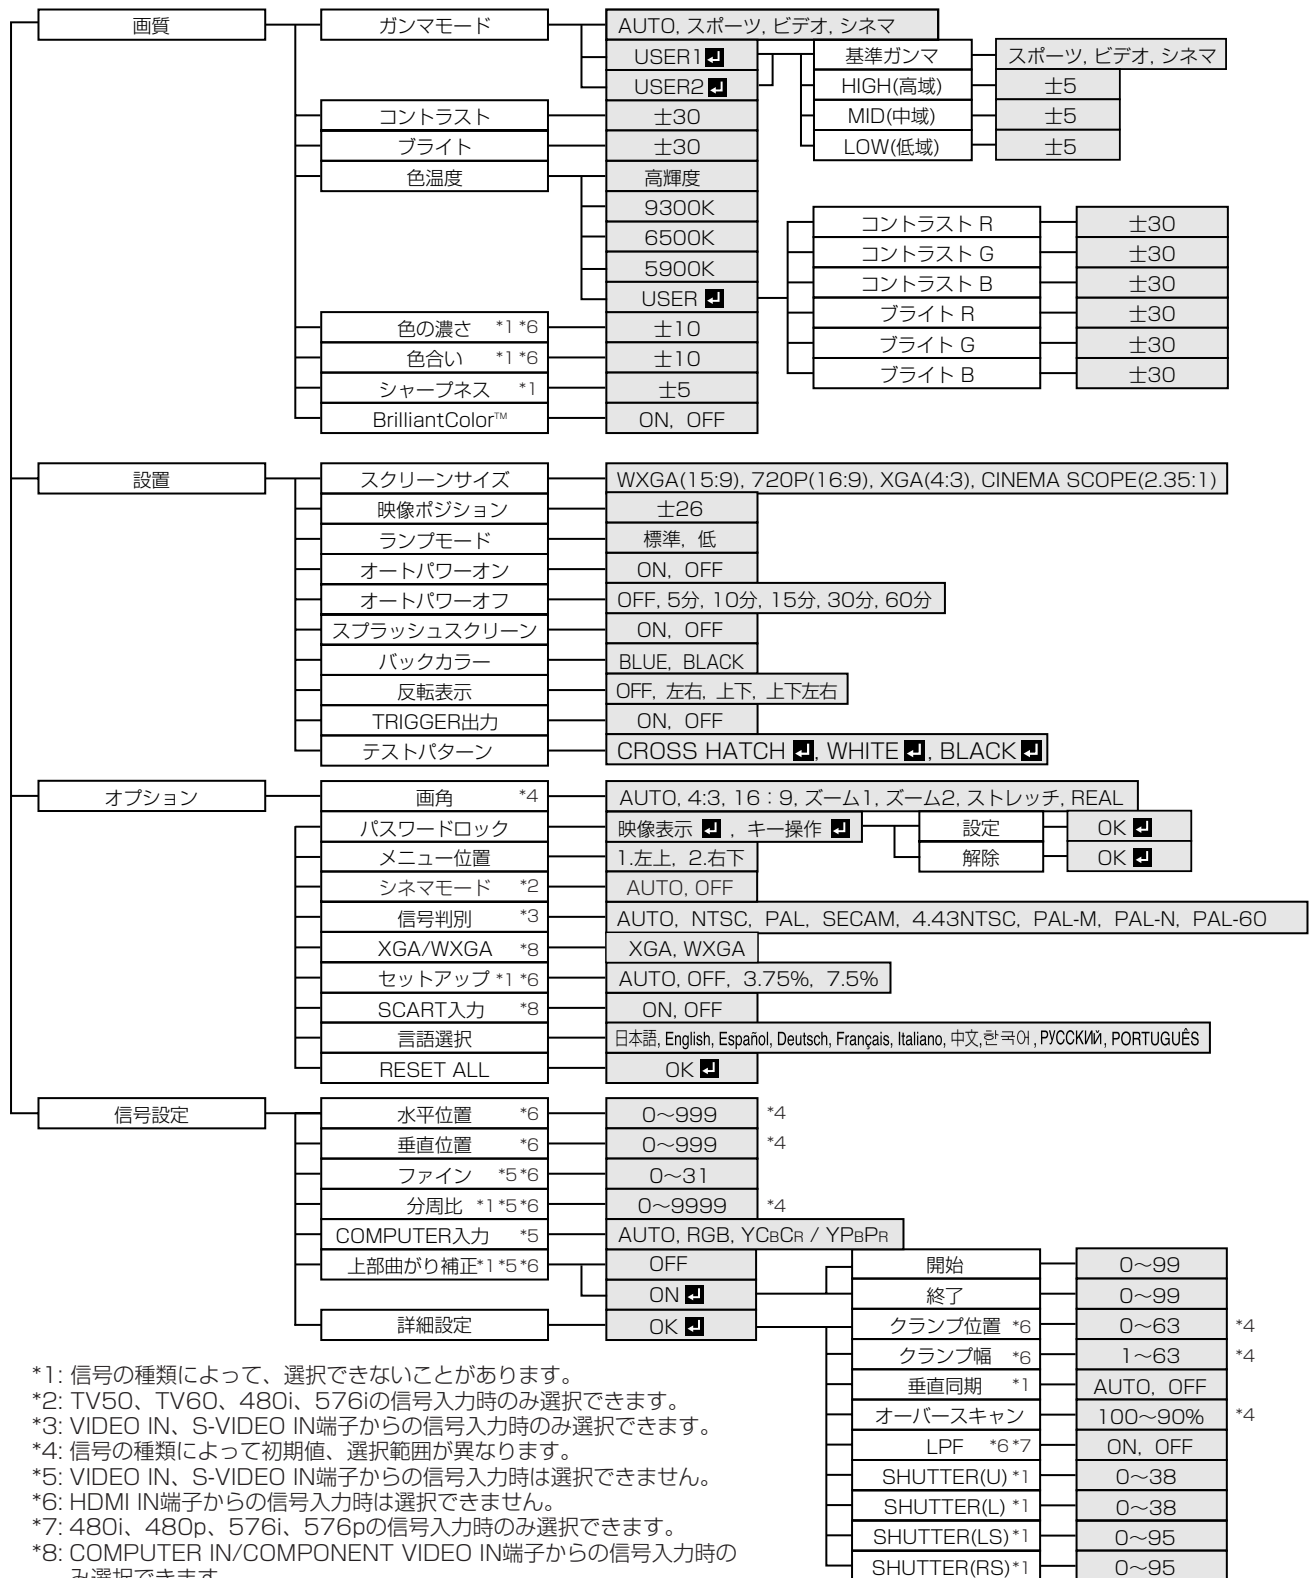 画質 ガンマモード AUTO, スポーツ, ビデオ, シネマ
USER1 基準ガンマ スポーツ, ビデオ, シネマ
USER2 HIGH(高域) ±5
コントラスト ±30 MID(中域) ±5
ブライト ±30 LOW(低域) ±5
色温度 高輝度
9300K
コントラスト R ±30
6500K
コントラスト G ±30
5900K
コントラスト B ±30
USER
ブライト R ±30
色の濃さ *1 *6 ±10
ブライト G ±30
色合い *1 *6 ±10
ブライト B ±30
シャープネス *1 ±5
BrilliantColor™ ON, OFF
設置 スクリーンサイズ WXGA(15:9), 720P(16:9), XGA(4:3), CINEMA SCOPE(2.35:1)
映像ポジション ±26
ランプモード 標準, 低
オートパワーオン ON, OFF
オートパワーオフ OFF, 5分, 10分, 15分, 30分, 60分
スプラッシュスクリーン ON, OFF
バックカラー BLUE, BLACK
反転表示 OFF, 左右, 上下, 上下左右
TRIGGER出力 ON, OFF
テストパターン CROSS HATCH , WHITE , BLACK
オプション 画角 *4 AUTO, 4:3, 16:9, ズーム1, ズーム2, ストレッチ, REAL
パスワードロック 映像表示 , キー操作 設定 OK
メニュー位置 1.左上, 2.右下 解除 OK
シネマモード *2 AUTO, OFF
信号判別 *3 AUTO, NTSC, PAL, SECAM, 4.43NTSC, PAL-M, PAL-N, PAL-60
XGA/WXGA *8 XGA, WXGA
セットアップ *1 *6 AUTO, OFF, 3.75%, 7.5%
SCART入力 *8 ON, OFF
言語選択 日本語, English, Español, Deutsch, Français, Italiano, 中文, 한국어, РУССКИЙ, PORTUGUÊS
RESET ALL OK
信号設定 水平位置 *6 0～999 *4
垂直位置 *6 0～999 *4
ファイン *5 *6 0～31
分周比 *1 *5 *6 0～9999 *4
COMPUTER入力 *5 AUTO, RGB, YCBCR / YPBPR
上部曲がり補正*1 *5 *6 OFF 開始 0～99
ON 終了 0～99
詳細設定 OK クランプ位置 *6 0～63 *4
クランプ幅 *6 1～63 *4
垂直同期 *1 AUTO, OFF
オーバースキャン 100～90% *4
LPF *6 *7 ON, OFF
SHUTTER(U) *1 0～38
SHUTTER(L) *1 0～38
SHUTTER(LS) *1 0～95
SHUTTER(RS) *1 0～95
*1: 信号の種類によって、選択できないことがあります。
*2: TV50、TV60、480i、576iの信号入力時のみ選択できます。
*3: VIDEO IN、S-VIDEO IN端子からの信号入力時のみ選択できます。
*4: 信号の種類によって初期値、選択範囲が異なります。
*5: VIDEO IN、S-VIDEO IN端子からの信号入力時は選択できません。
*6: HDMI IN端子からの信号入力時は選択できません。
*7: 480i、480p、576i、576pの信号入力時のみ選択できます。
*8: COMPUTER IN/COMPONENT VIDEO IN端子からの信号入力時の
み選択できます